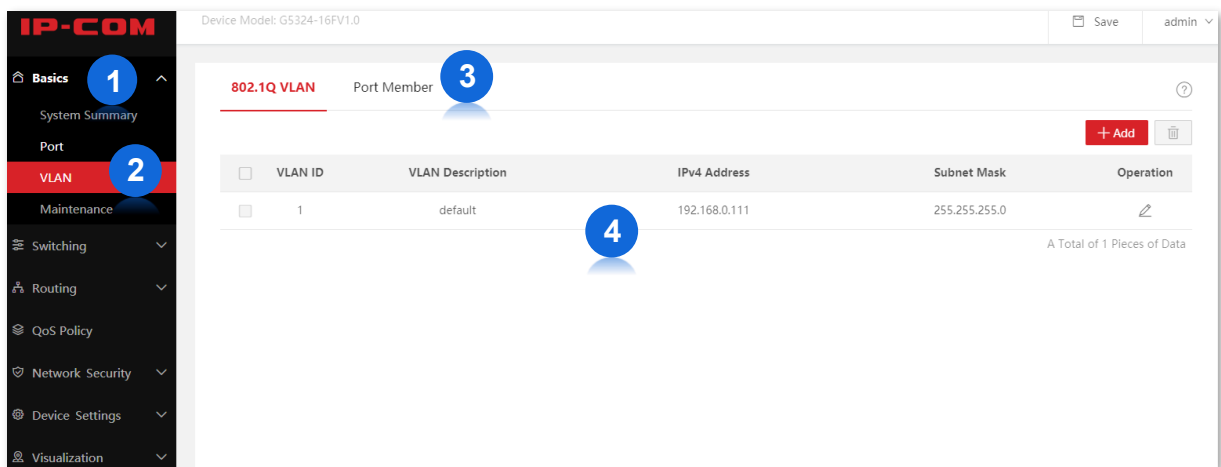 IP-COM
Device Model: G5324-16FV1.0
Save
admin
Basics
1
System Summary
Port
VLAN
2
Maintenance
Switching
Routing
QoS Policy
Network Security
Device Settings
Visualization
802.1Q VLAN Port Member
3
+ Add
VLAN ID VLAN Description IPv4 Address Subnet Mask Operation
1 default 192.168.0.111 255.255.255.0
4
A Total of 1 Pieces of Data